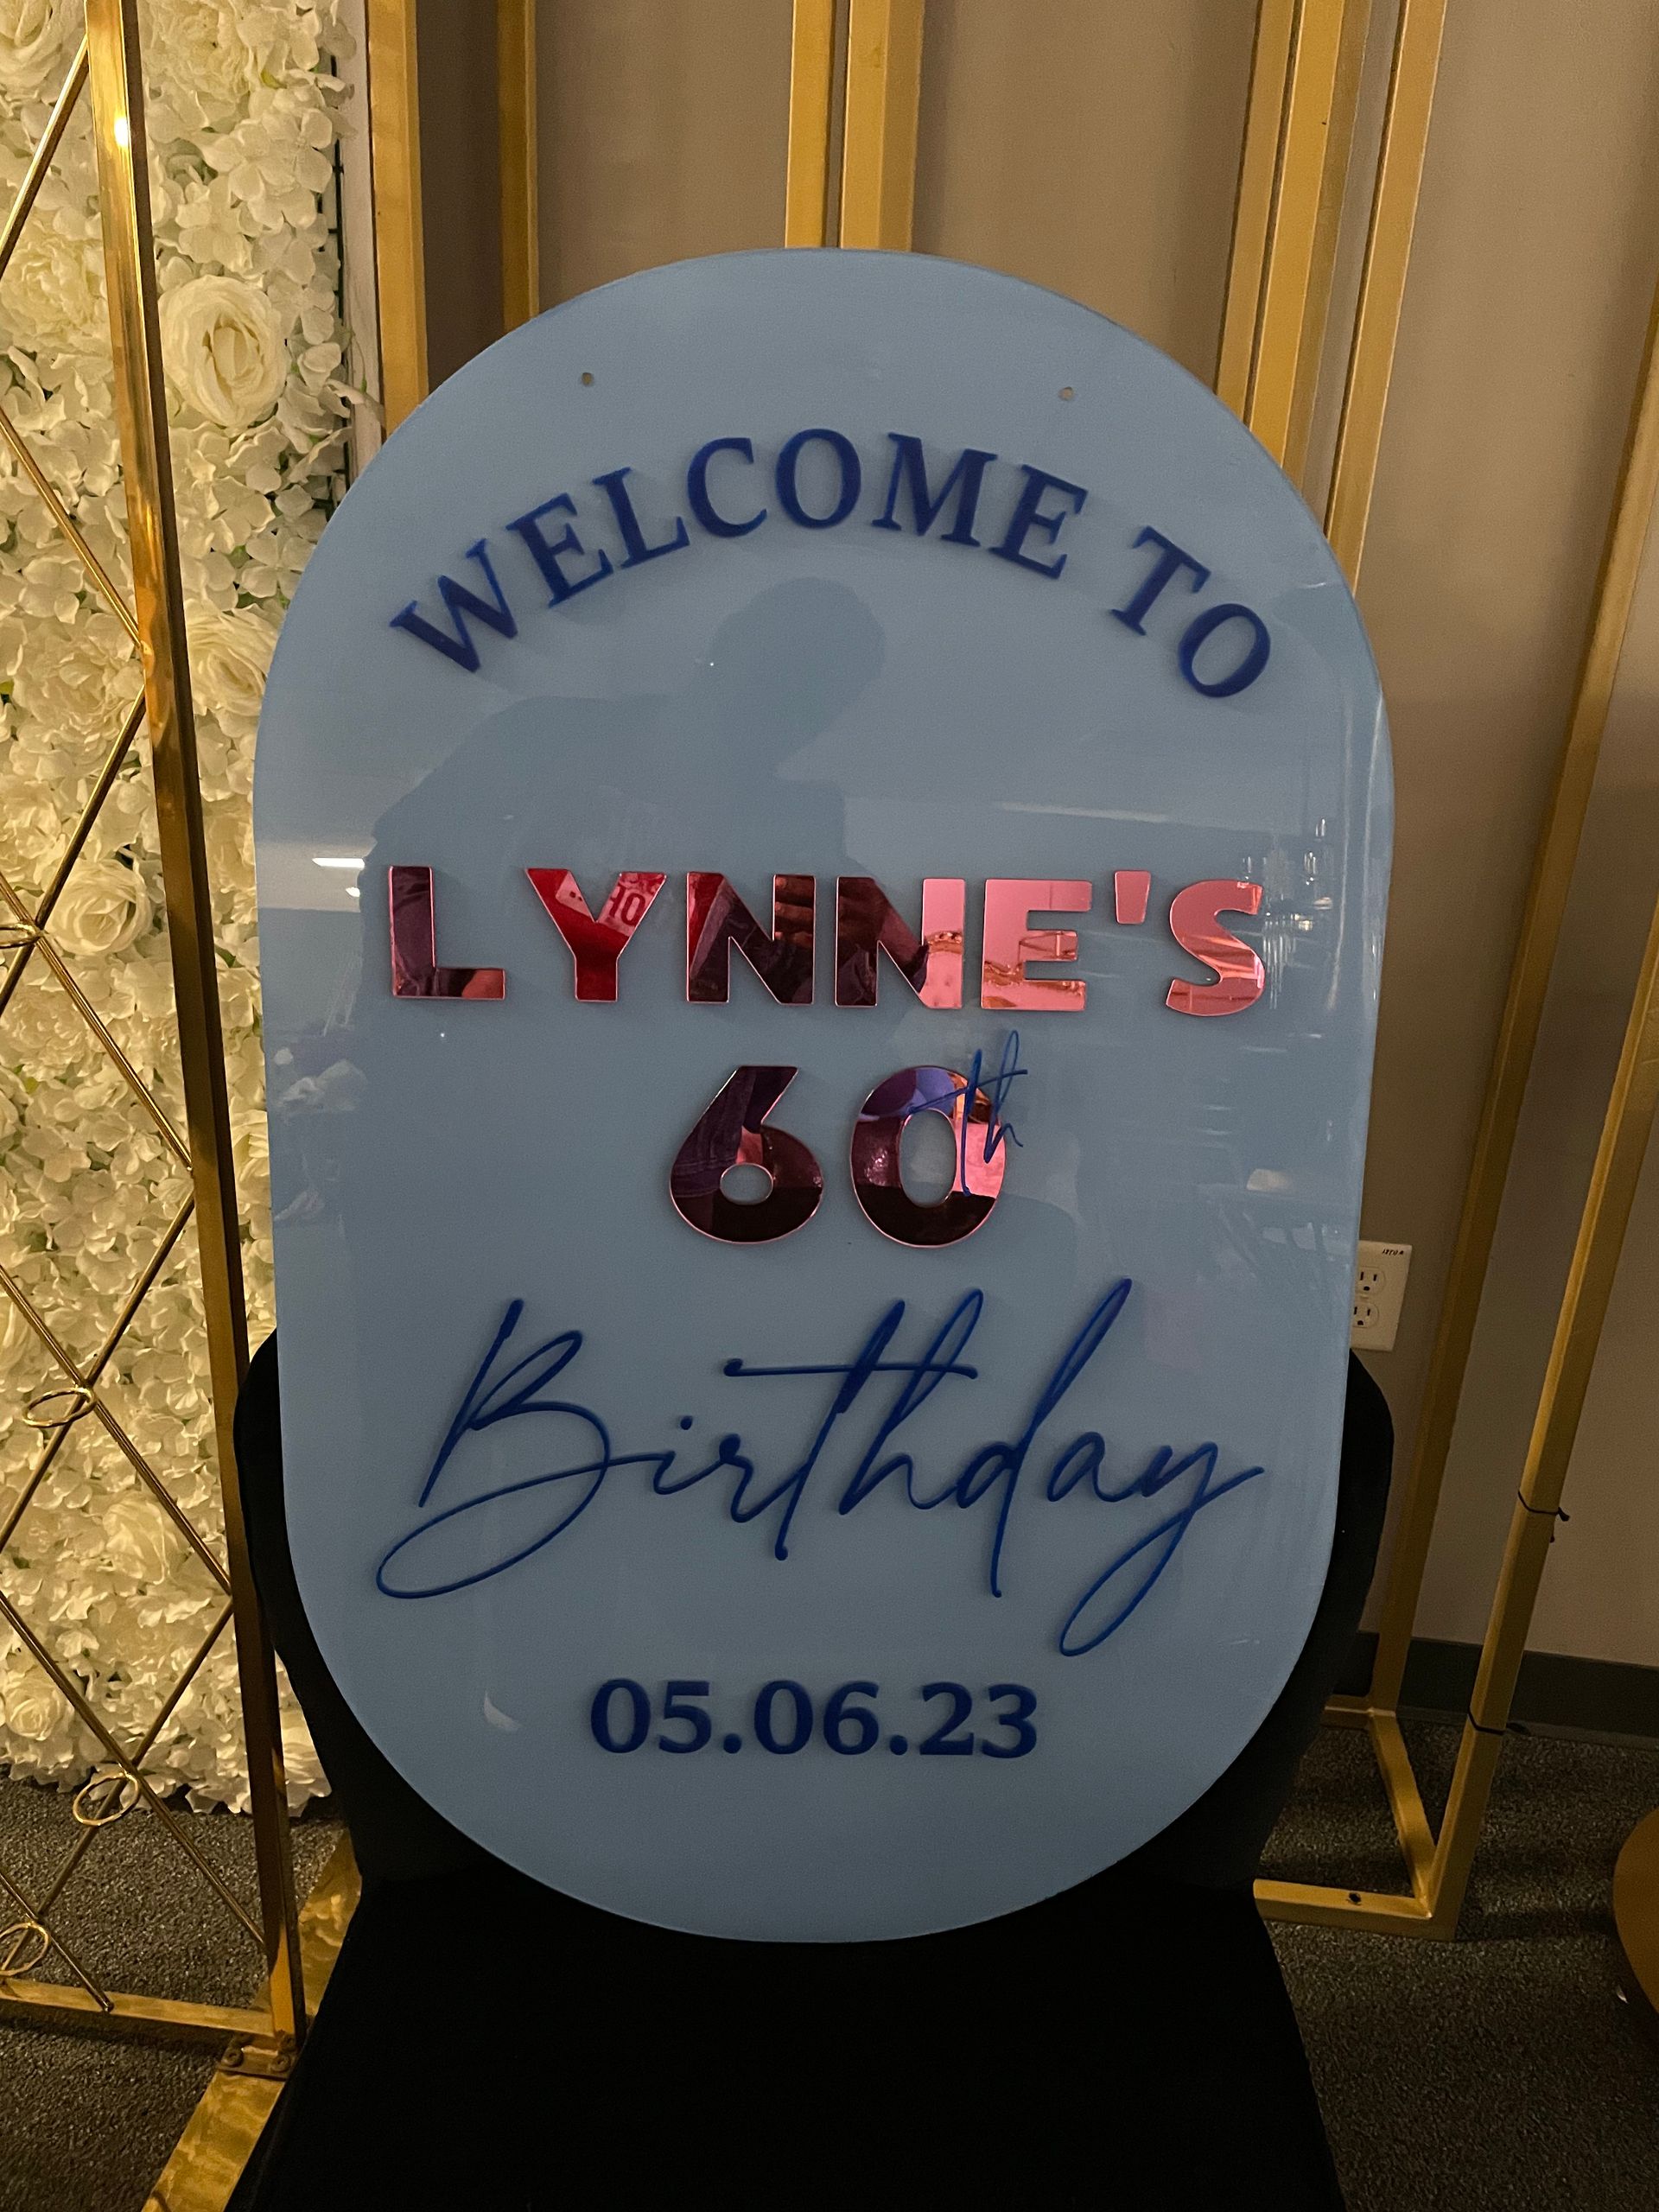 WELCOME TO
LYNNE'S
60th
Birthday
05.06.23